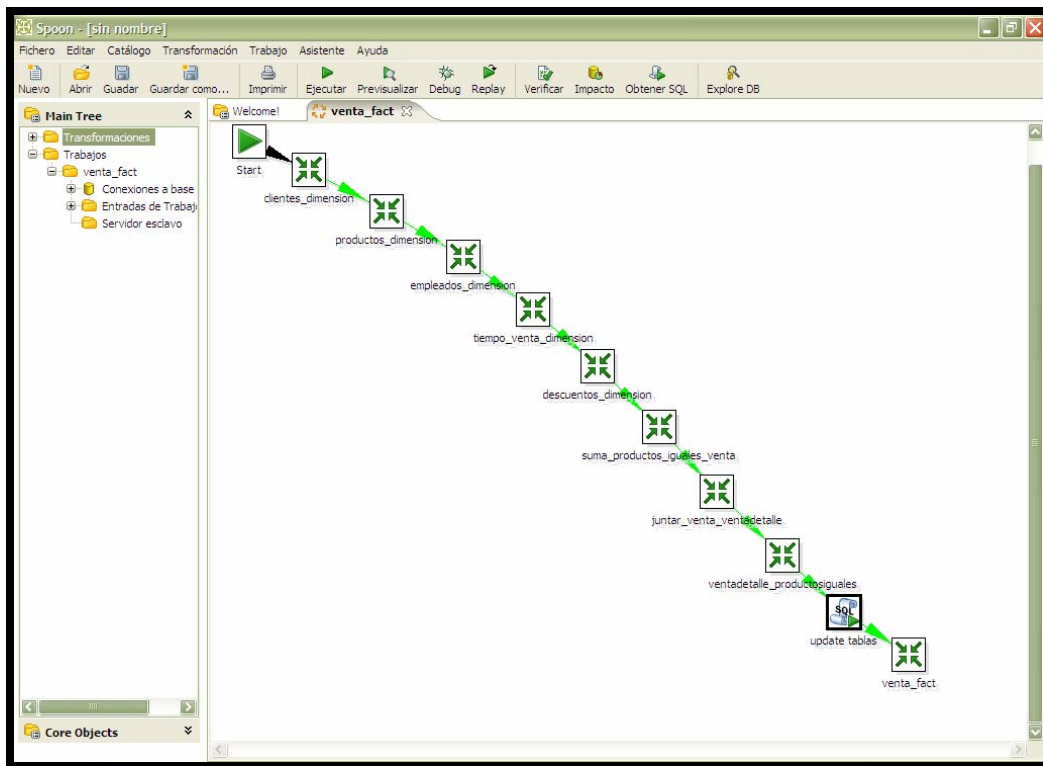 Spoon - [sin nombre]
Fichero Editar Catálogo Transformación Trabajo Asistente Ayuda
Nuevo Abrir Guadar Guardar como... Imprimir Ejecutar Previsualizar Debug Replay Verificar Impacto Obtener SQL Explore DB
Main Tree
Transformaciones
Trabajos
venta_fact
Conexiones a base
Entradas de Trabaj
Servidor esclavo
Core Objects
Welcome! venta_fact
Start
clientes_dimension
productos_dimension
empleados_dimension
tiempo_venta_dimension
descuentos_dimension
suma_productos_iguales_venta
juntar_venta_ventadetalle
ventadetalle_productosiguales
SQL
update tablas
venta_fact